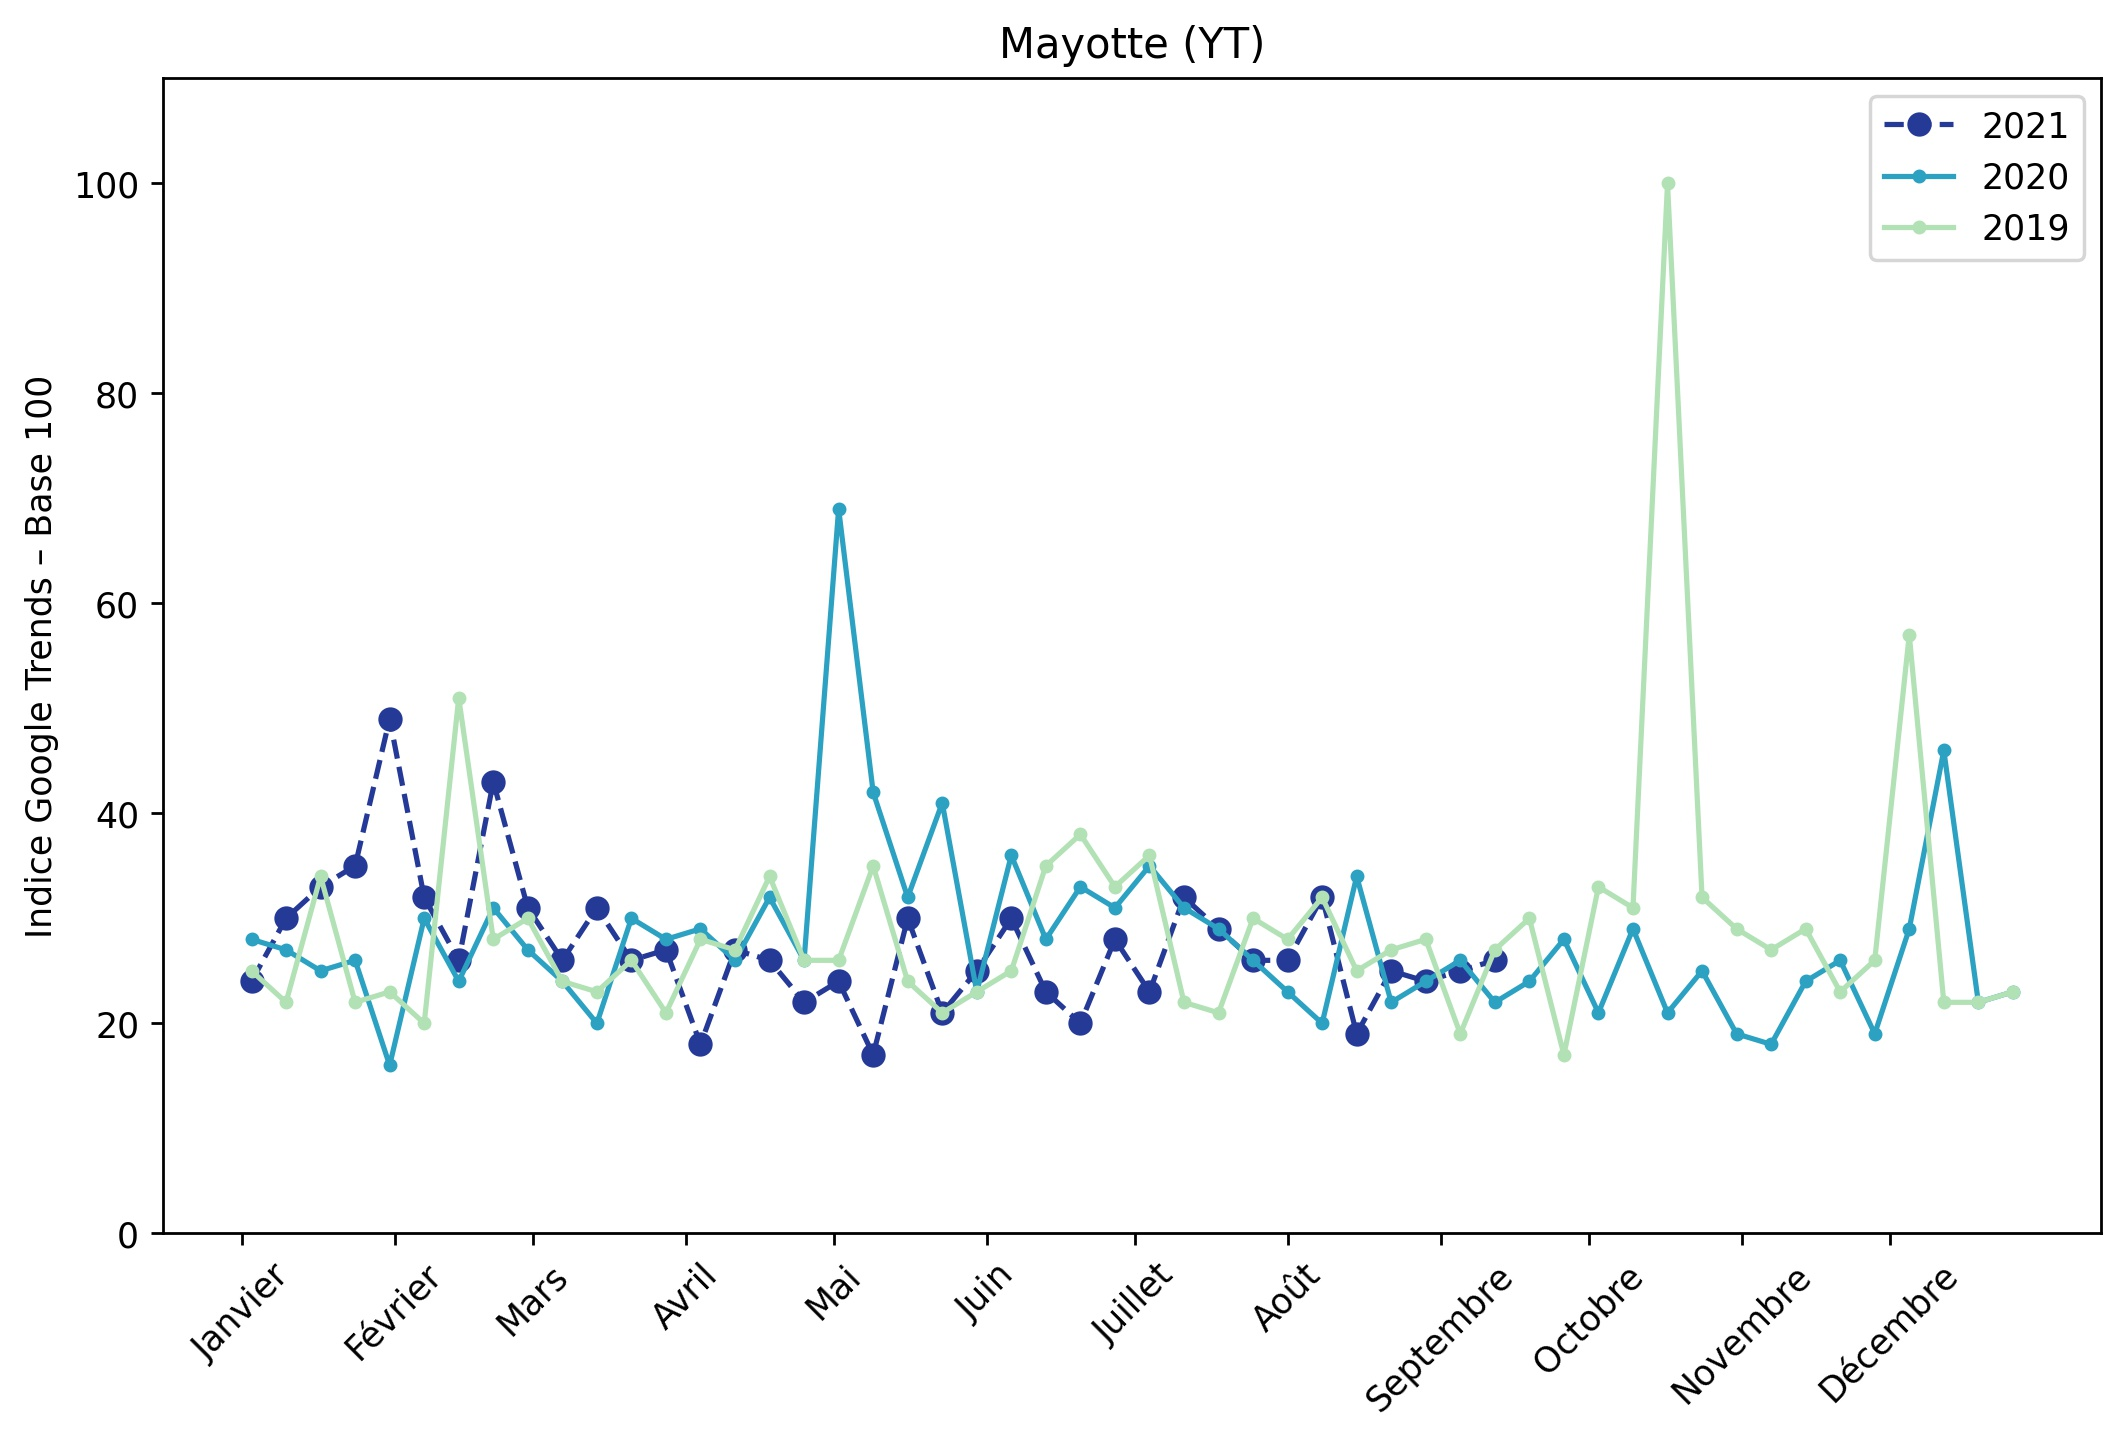 Mayotte (YT)
Indice Google Trends – Base 100
100
80
60
40
20
0
2021
2020
2019
Janvier
Février
Mars
Avril
Mai
Juin
Juillet
Août
Septembre
Octobre
Novembre
Décembre